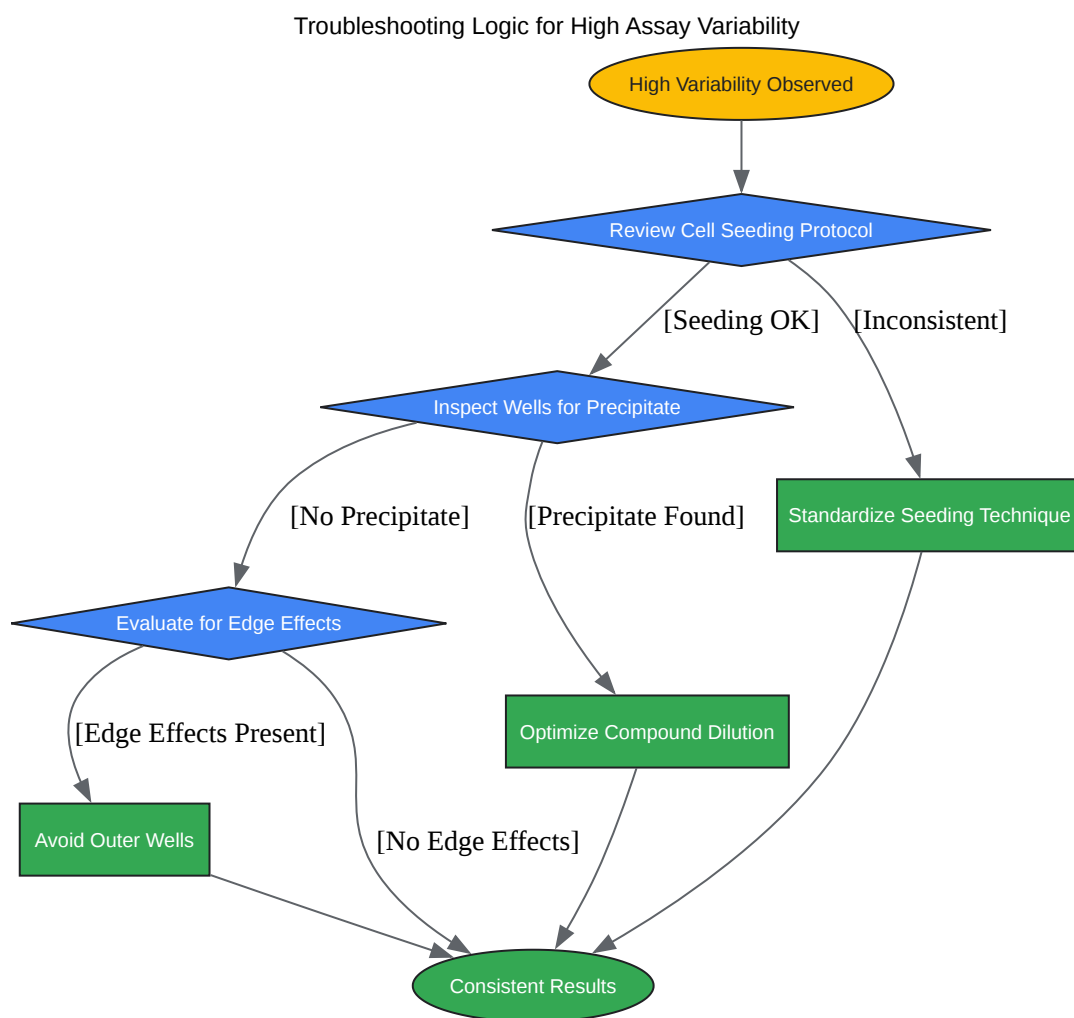 Troubleshooting Logic for High Assay Variability
High Variability Observed
Review Cell Seeding Protocol
[Seeding OK]
[Inconsistent]
Inspect Wells for Precipitate
[No Precipitate]
[Precipitate Found]
Standardize Seeding Technique
Evaluate for Edge Effects
[Edge Effects Present]
Optimize Compound Dilution
Avoid Outer Wells
[No Edge Effects]
Consistent Results